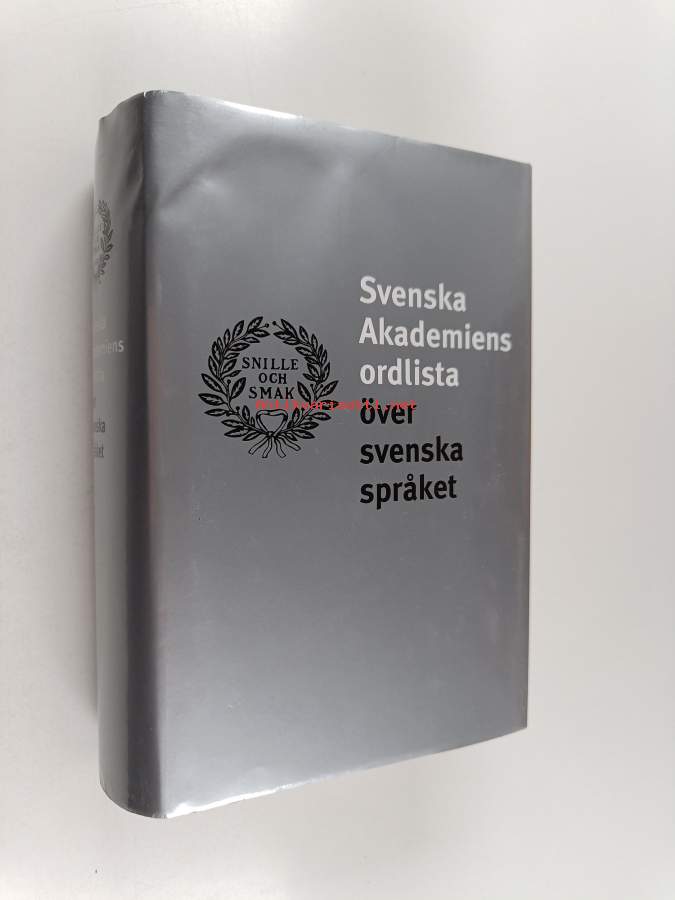 SNILLE
OCH
SMAK
Svenska
Akademiens
ordlista
över
svenska
språket